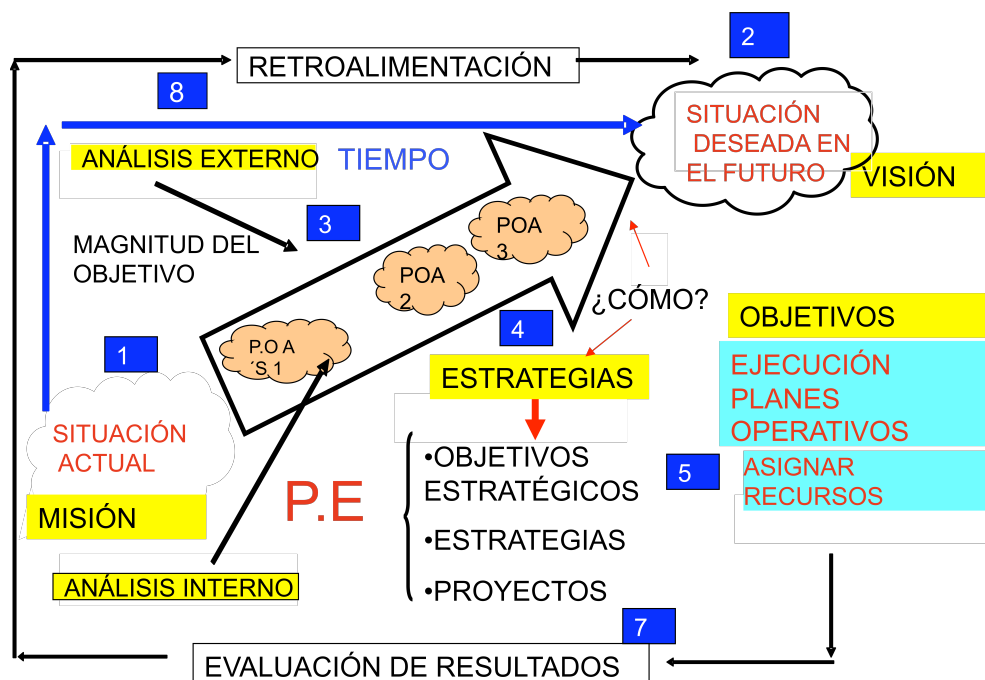 2
RETROALIMENTACIÓN
8
SITUACIÓN
DESEADA EN
EL FUTURO
VISIÓN
ANÁLISIS EXTERNO
TIEMPO
3
MAGNITUD DEL
OBJETIVO
POA
3
POA
2
¿CÓMO?
4
OBJETIVOS
1
P.O A
´S 1
ESTRATEGIAS
EJECUCIÓN
PLANES
OPERATIVOS
SITUACIÓN
ACTUAL
•OBJETIVOS
ESTRATÉGICOS
5
ASIGNAR
RECURSOS
P.E
MISIÓN
•ESTRATEGIAS
ANÁLISIS INTERNO
•PROYECTOS
7
EVALUACIÓN DE RESULTADOS